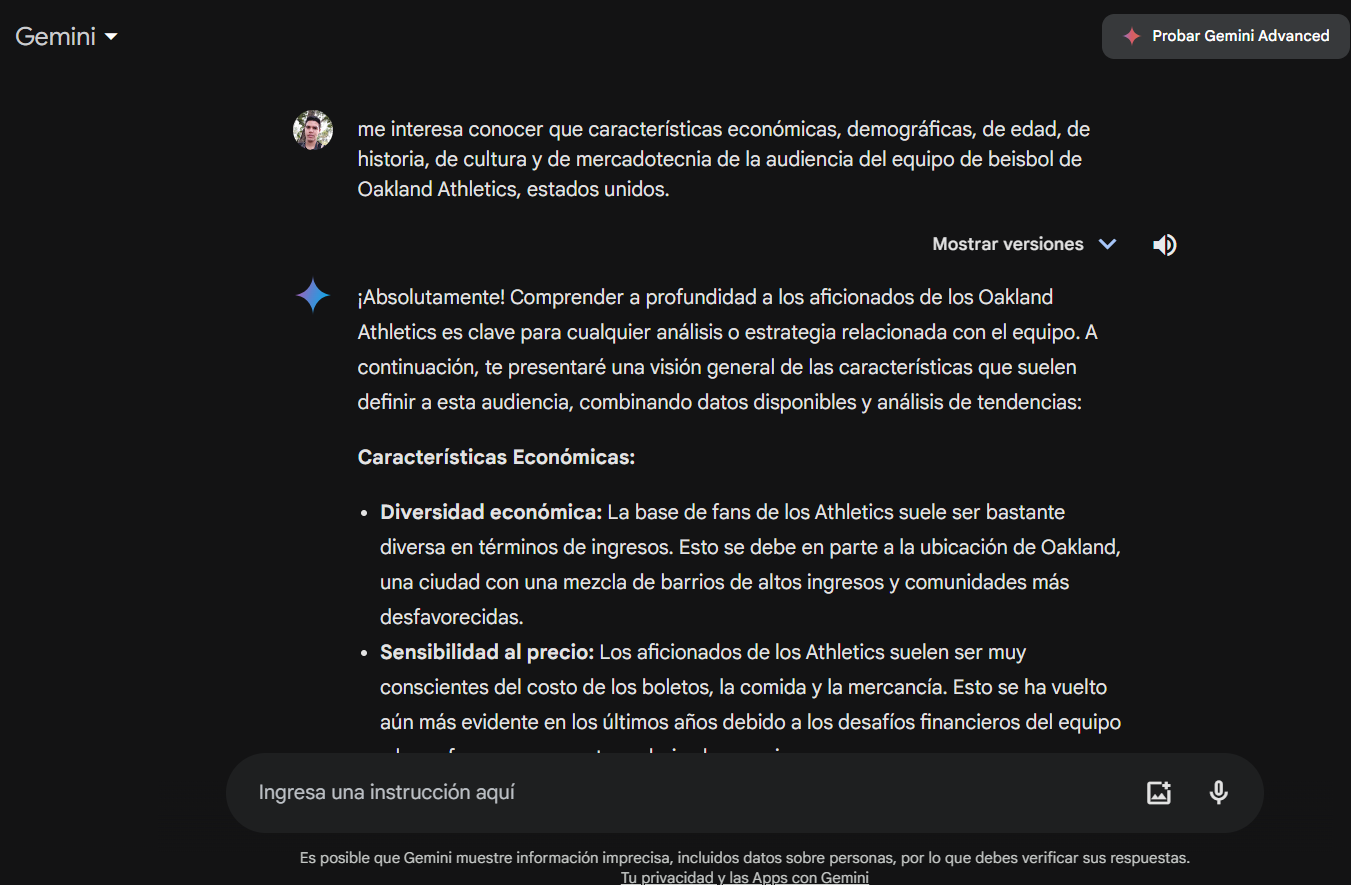 Gemini
Probar Gemini Advanced
me interesa conocer que características económicas, demográficas, de edad, de
historia, de cultura y de mercadotecnia de la audiencia del equipo de beisbol de
Oakland Athletics, estados unidos.
Mostrar versiones
¡Absolutamente! Comprender a profundidad a los aficionados de los Oakland
Athletics es clave para cualquier análisis o estrategia relacionada con el equipo. A
continuación, te presentaré una visión general de las características que suelen
definir a esta audiencia, combinando datos disponibles y análisis de tendencias:
Características Económicas:
• Diversidad económica: La base de fans de los Athletics suele ser bastante
diversa en términos de ingresos. Esto se debe en parte a la ubicación de Oakland,
una ciudad con una mezcla de barrios de altos ingresos y comunidades más
desfavorecidas.
• Sensibilidad al precio: Los aficionados de los Athletics suelen ser muy
conscientes del costo de los boletos, la comida y la mercancía. Esto se ha vuelto
aún más evidente en los últimos años debido a los desafíos financieros del equipo
Ingresa una instrucción aquí
Es posible que Gemini muestre información imprecisa, incluidos datos sobre personas, por lo que debes verificar sus respuestas.
Tu privacidad y las Apps con Gemini